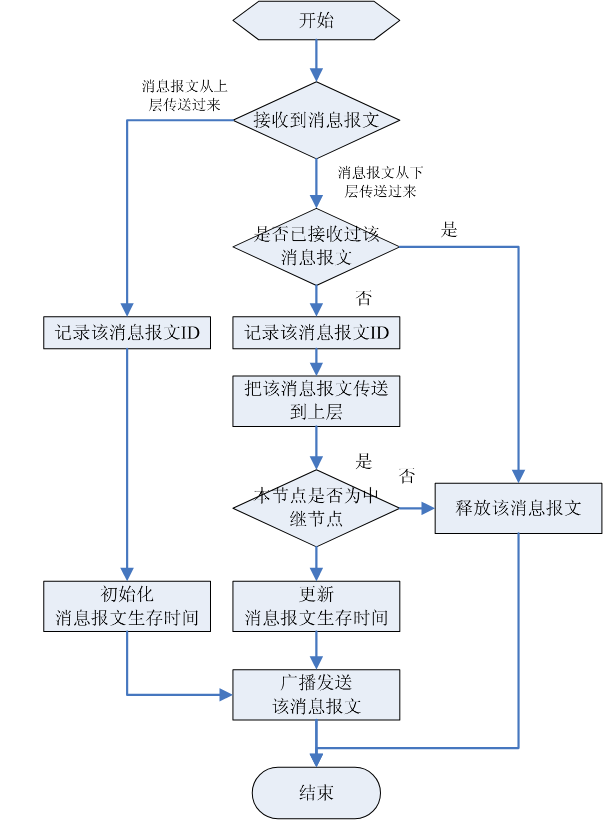 开始
消息报文从上
层传送过来
接收到消息报文
消息报文从下
层传送过来
是否已接收过该
消息报文
是
否
记录该消息报文ID
记录该消息报文ID
把该消息报文传送
到上层
是
否
本节点是否为中
继节点
释放该消息报文
初始化
消息报文生存时间
更新
消息报文生存时间
广播发送
该消息报文
结束